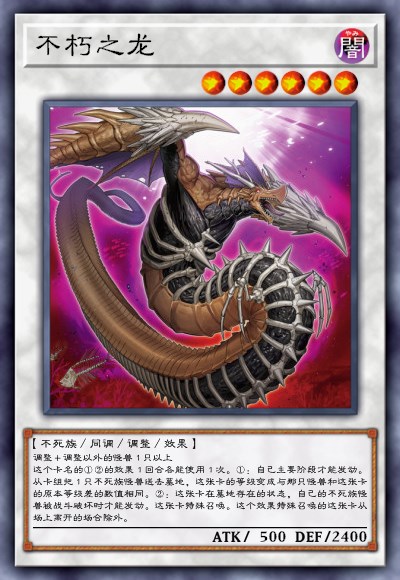 不朽之龙
やみ
闇
【不死族／同调／调整／效果】
调整＋调整以外的怪兽1只以上
这个卡名的①②的效果1回合各能使用1次。①：自己主要阶段才能发动。
从卡组把1只不死族怪兽送去墓地，这张卡的等级变成与那只怪兽和这张卡
的原本等级差的数值相同。②：这张卡在墓地存在的状态，自己的不死族怪
兽被战斗破坏时才能发动。这张卡特殊召唤。这个效果特殊召唤的这张卡从
场上离开的场合除外。
ATK/ 500 DEF/2400